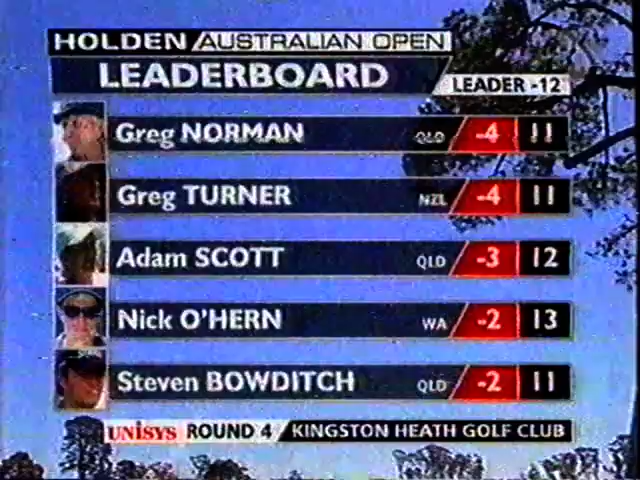 HOLDEN AUSTRALIAN OPEN
LEADERBOARD
LEADER -12
Greg NORMAN QLD -4 11
Greg TURNER NZL -4 11
Adam SCOTT QLD -3 12
Nick O'HERN WA -2 13
Steven BOWDITCH QLD -2 11
UNISYS ROUND 4 KINGSTON HEATH GOLF CLUB